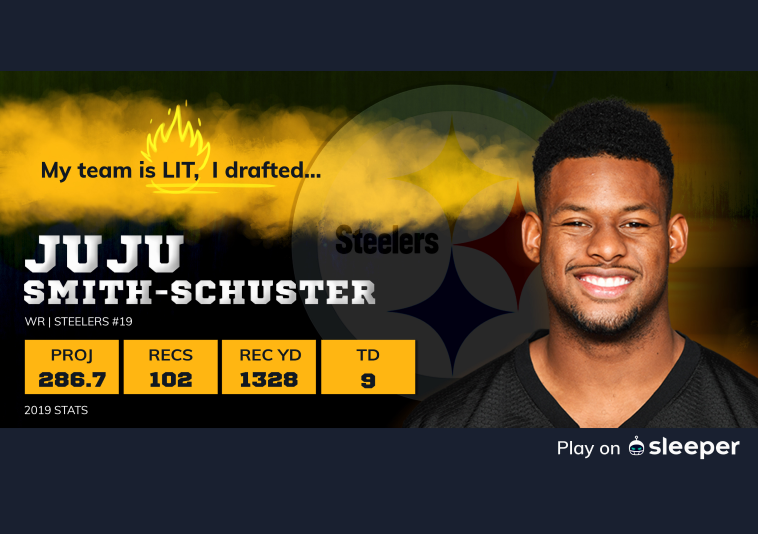 My team is LIT, I drafted...
Steelers
JUJU
SMITH-SCHUSTER
WR | STEELERS #19
PROJ RECS REC YD TD
286.7 102 1328 9
2019 STATS
Play on sleeper